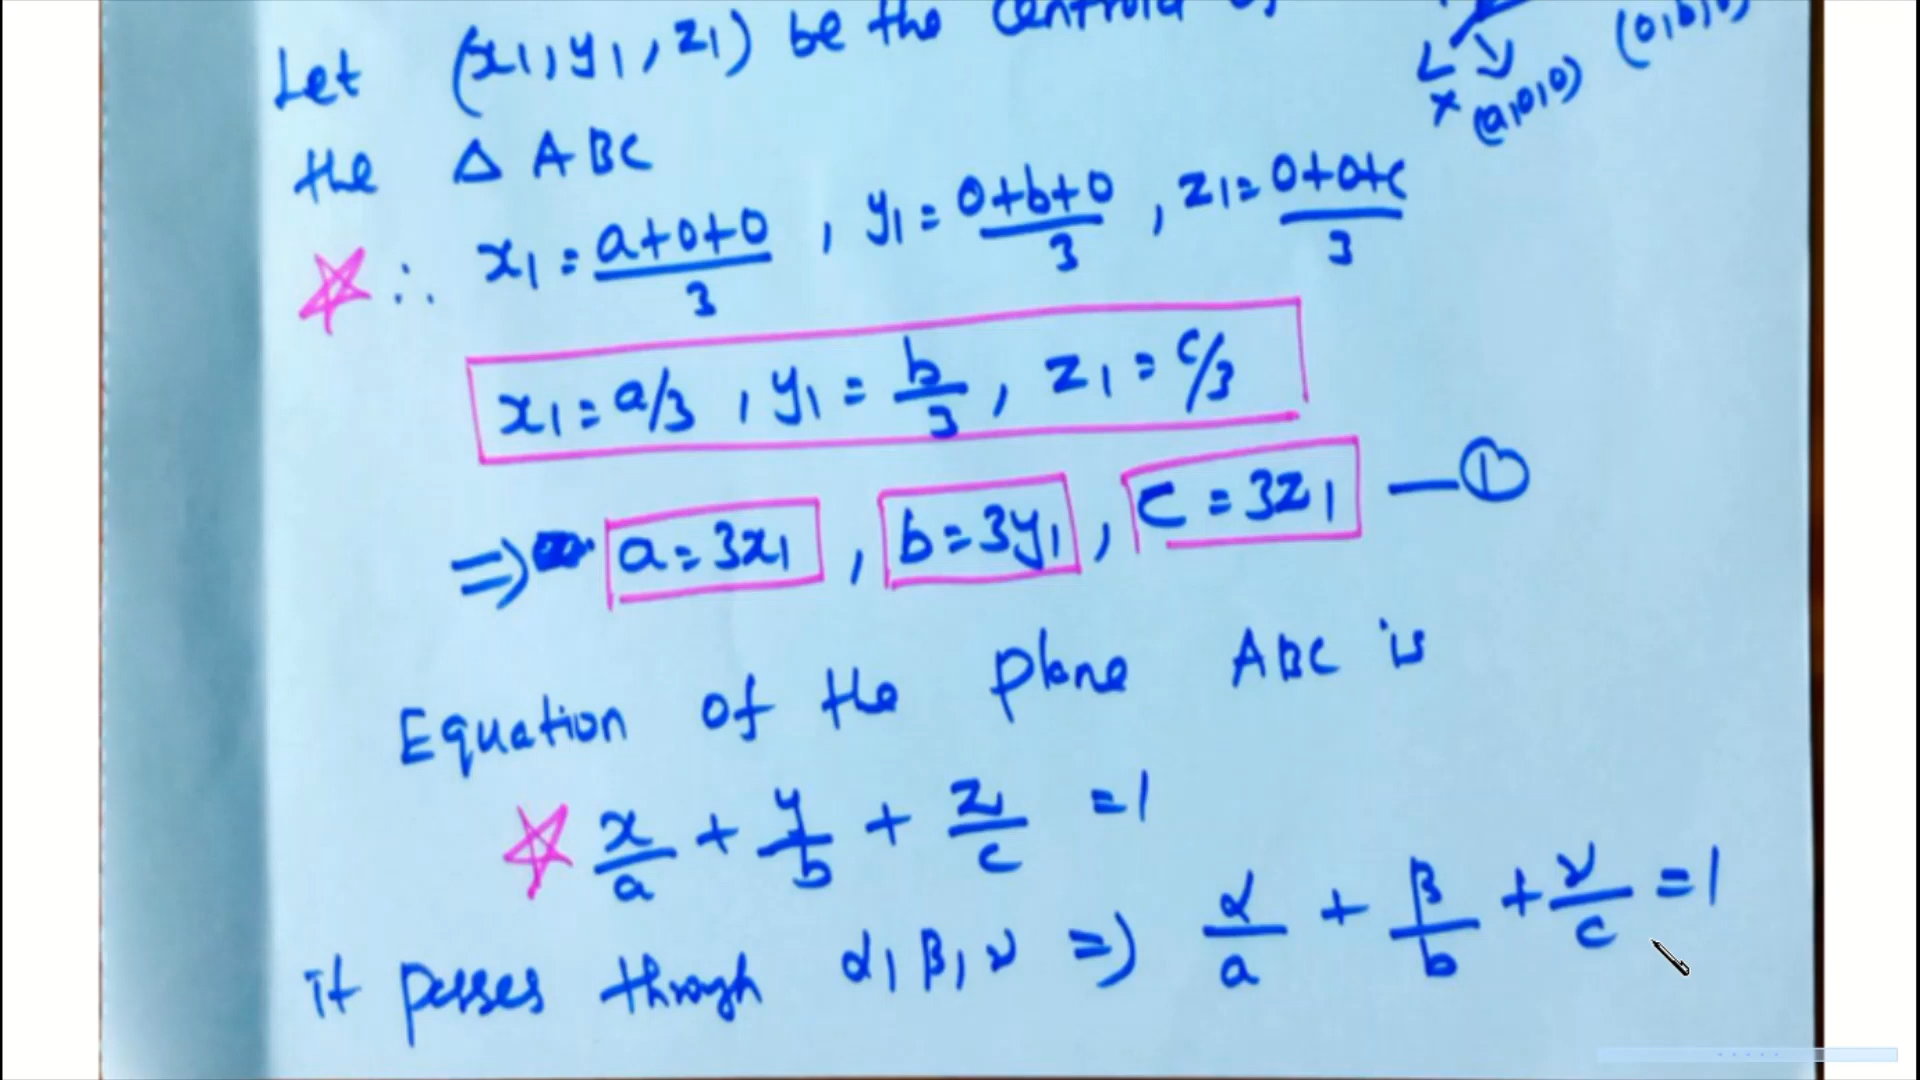 Let (x1, y1, z1) be the centroid of
(0,b,0)
x (a,0,0)
the Δ ABC
∴ x1 = a+0+0/3 , y1 = 0+b+0/3 , z1 = 0+0+c/3
x1 = a/3 , y1 = b/3 , z1 = c/3
⇒ a = 3x1 , b = 3y1 , c = 3z1 — ①
Equation of the plane ABC is
x/a + y/b + z/c = 1
it passes through α, β, γ ⇒ α/a + β/b + γ/c = 1